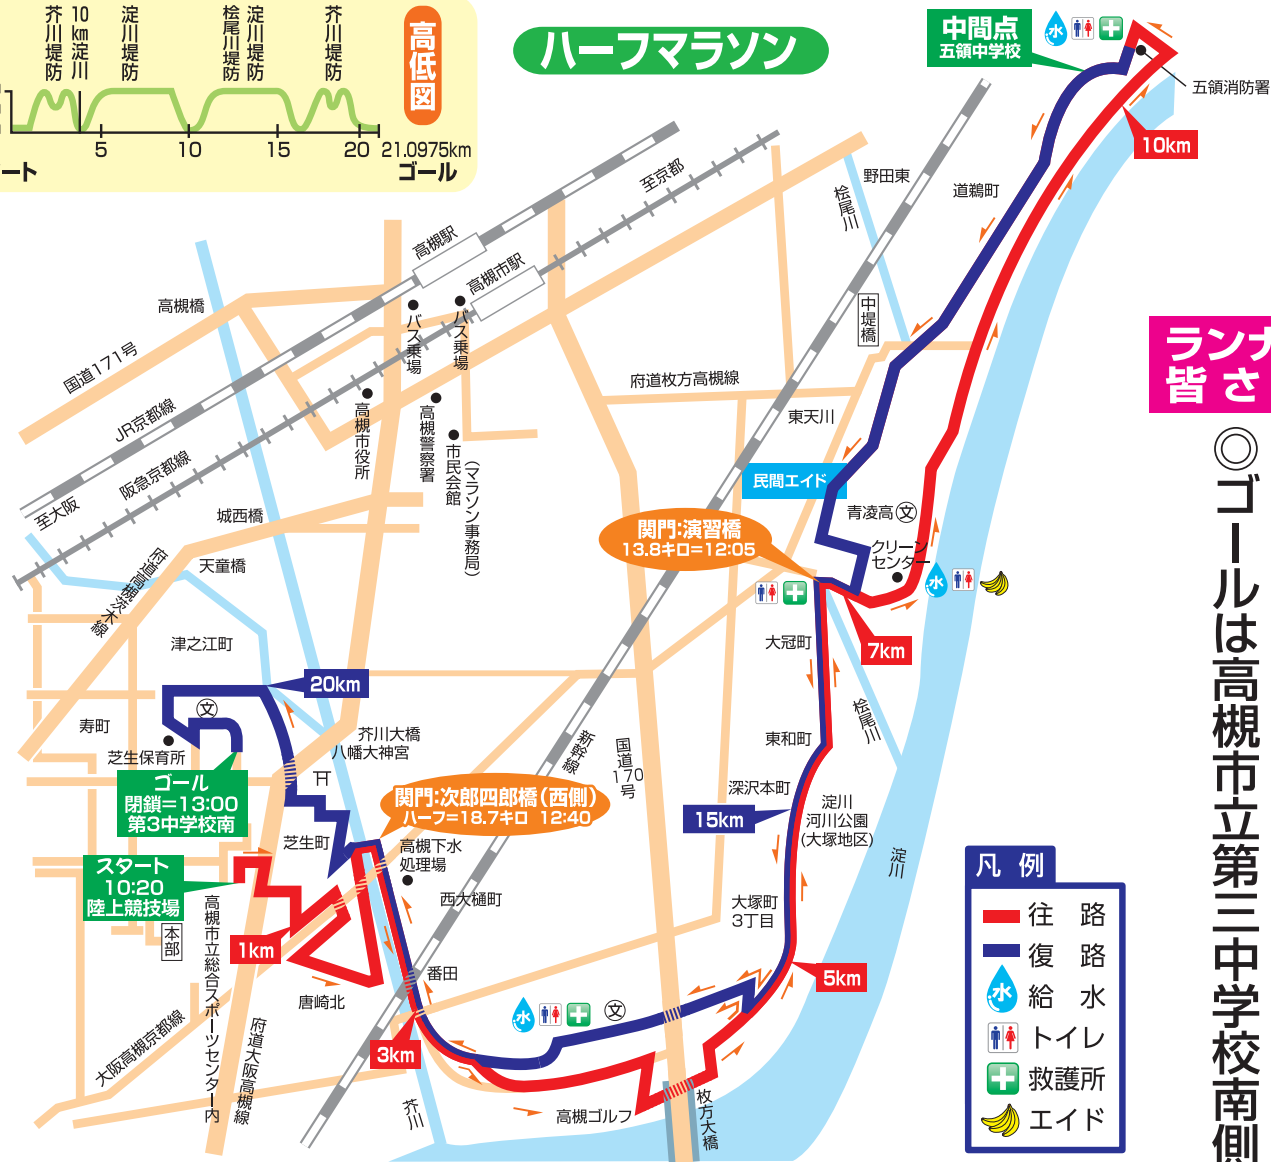 芥川堤防
10km淀川
淀川堤防
桧尾川堤防
淀川堤防
芥川堤防
高低図
5
10
15
20
21.0975km
ート
ゴール
ハーフマラソン
中間点
五領中学校
水
五領消防署
10km
至京都
野田東
桧尾川
道鵜町
高槻駅
高槻市駅
高槻橋
バス乗場
バス乗場
中堤橋
国道171号
府道枚方高槻線
JR京都線
高槻市役所
高槻警察署
市民会館
(マラソン事務局)
東天川
阪急京都線
至大阪
民間エイド
城西橋
青凌高
文
関門:演習橋
13.8キロ=12:05
クリーン
センター
水
府道高槻茨木線
天童橋
津之江町
大冠町
7km
20km
文
寿町
芝生保育所
芥川大橋
八幡大神宮
新幹線
国道170号
東和町
桧尾川
ゴール
閉鎖=13:00
第3中学校南
関門:次郎四郎橋(西側)
ハーフ=18.7キロ 12:40
深沢本町
15km
淀川
河川公園
(大塚地区)
淀川
芝生町
高槻下水
処理場
スタート
10:20
陸上競技場
本部
高槻市立総合スポーツセンター内
西大樋町
大塚町
3丁目
1km
番田
唐崎北
5km
水
文
大阪高槻京都線
府道大阪高槻線
3km
芥川
高槻ゴルフ
枚方大橋
ラン
皆さ
◎ゴールは高槻市立第三中学校南側
凡例
往路
復路
水
給水
トイレ
救護所
エイド